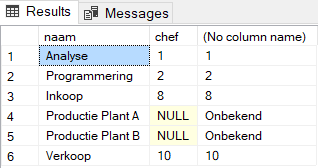 Results Messages
naam chef (No column name)
1 Analyse 1 1
2 Programmering 2 2
3 Inkoop 8 8
4 Productie Plant A NULL Onbekend
5 Productie Plant B NULL Onbekend
6 Verkoop 10 10